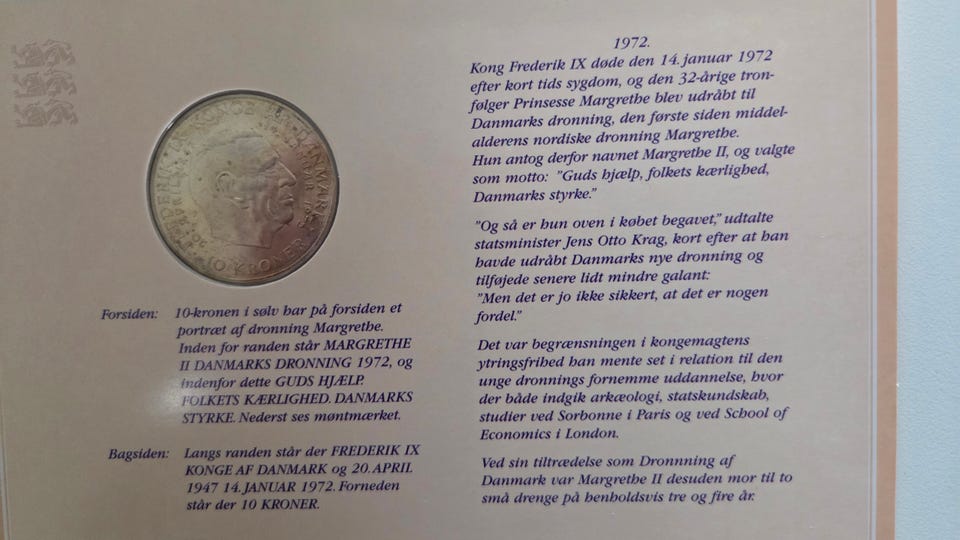 FREDERIK IX KONGE AF DANMARK
10 KRONER
Forsiden: 10-kronen i sølv har på forsiden et
portræt af dronning Margrethe.
Inden for randen står MARGRETHE
II DANMARKS DRONNING 1972, og
indenfor dette GUDS HJÆLP.
FOLKETS KÆRLIGHED. DANMARKS
STYRKE. Nederst ses møntmærket.
Bagsiden: Langs randen står der FREDERIK IX
KONGE AF DANMARK og 20. APRIL
1947 14. JANUAR 1972. Forneden
står der 10 KRONER.
1972.
Kong Frederik IX døde den 14. januar 1972
efter kort tids sygdom, og den 32-årige tron-
følger Prinsesse Margrethe blev udråbt til
Danmarks dronning, den første siden middel-
alderens nordiske dronning Margrethe.
Hun antog derfor navnet Margrethe II, og valgte
som motto: "Guds hjælp, folkets kærlighed,
Danmarks styrke."
"Og så er hun oven i købet begavet," udtalte
statsminister Jens Otto Krag, kort efter at han
havde udråbt Danmarks nye dronning og
tilføjede senere lidt mindre galant:
"Men det er jo ikke sikkert, at det er nogen
fordel."
Det var begrænsningen i kongemagtens
ytringsfrihed han mente set i relation til den
unge dronnings fornemme uddannelse, hvor
der både indgik arkæologi, statskundskab,
studier ved Sorbonne i Paris og ved School of
Economics i London.
Ved sin tiltrædelse som Dronnning af
Danmark var Margrethe II desuden mor til to
små drenge på henholdsvis tre og fire år.